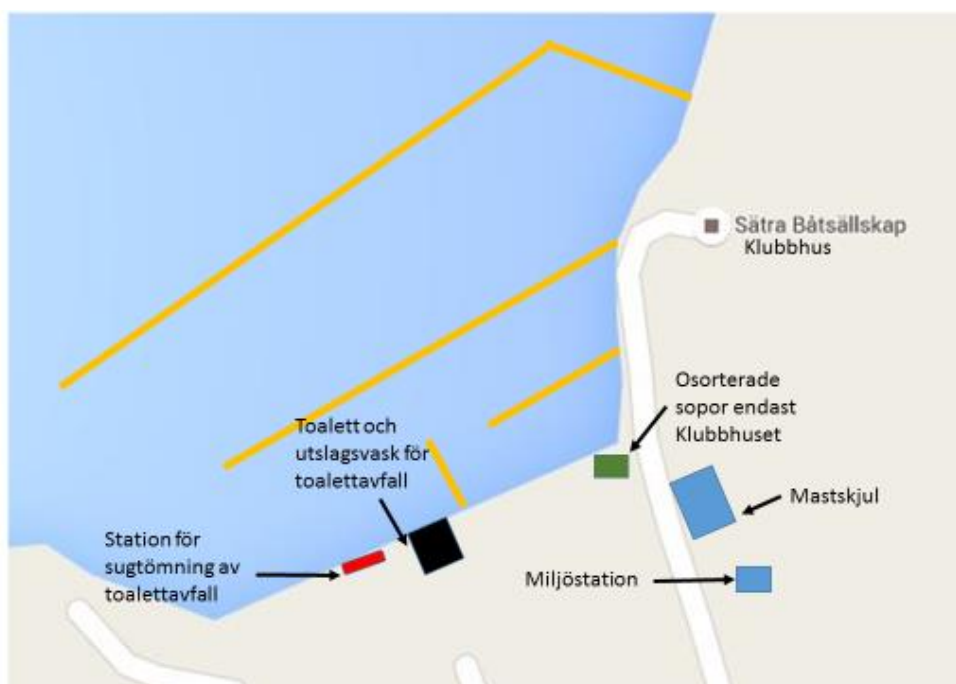 Sätra Båtsällskap
Klubbhus
Osorterade
sopor endast
Klubbhuset
Toalett och
utslagsvask för
toalettavfall
Mastskjul
Station för
sugtömning av
toalettavfall
Miljöstation